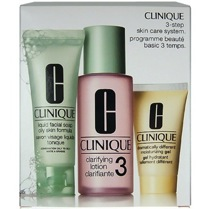 CLINIQUE
3-step
skin care system.
programme beauté
basic 3 temps.
CLINIQUE
liquid facial soap
oily skin formula
savon visage liquide
tonique
CLINIQUE
clarifying
lotion
clarifiante 3
CLINIQUE
dramatically different
moisturizing gel
gel hydratant